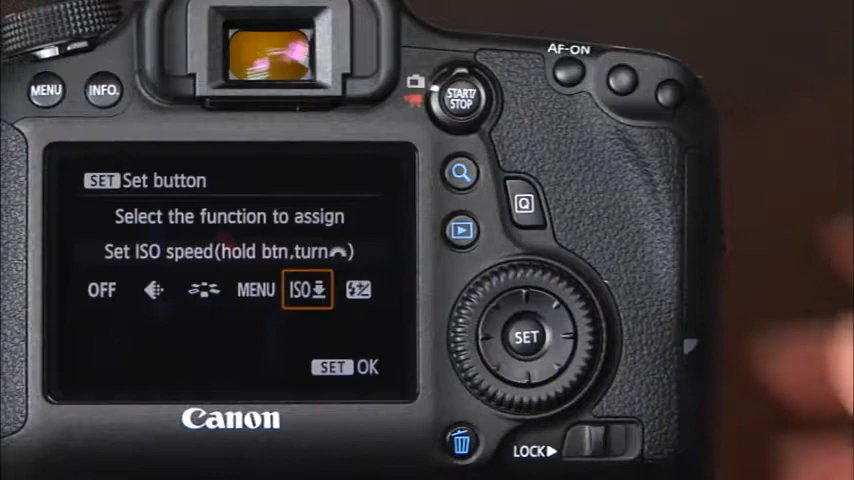 AF-ON
MENU
INFO.
START/
STOP
SET Set button
Select the function to assign
Q
Set ISO speed(hold btn,turn )
OFF
MENU
ISO
SET
SET OK
Canon
LOCK